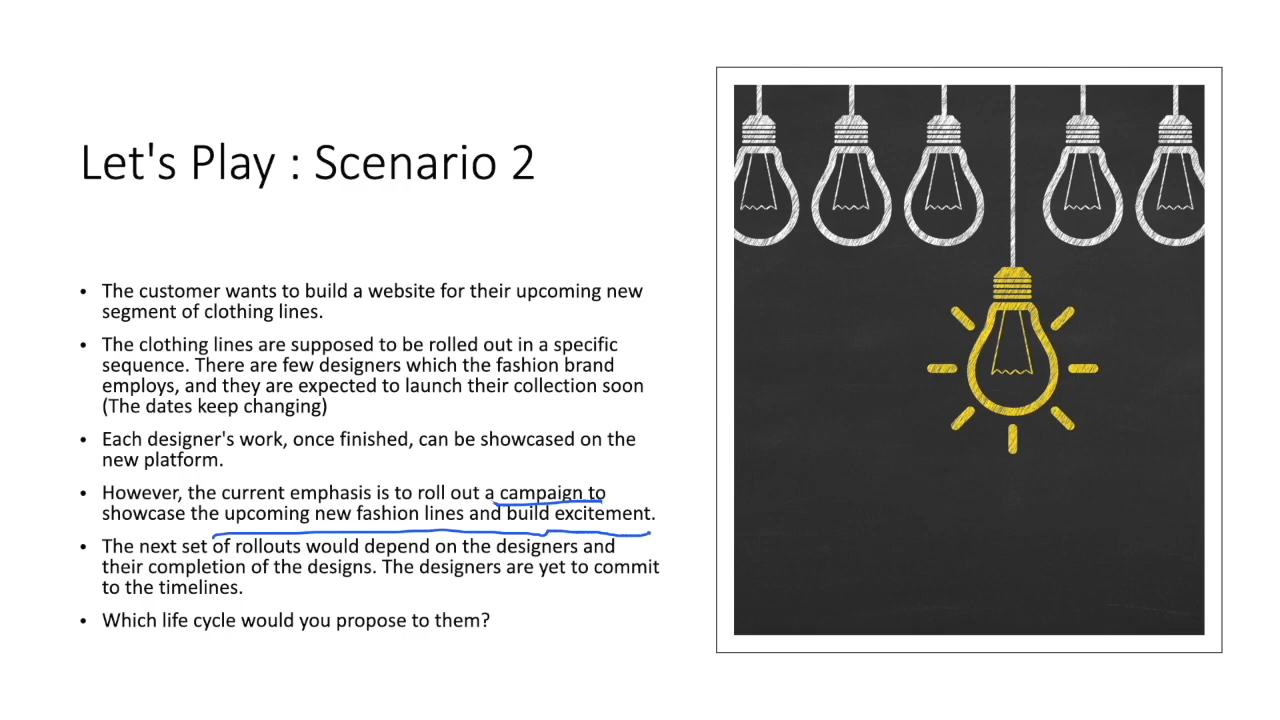 Let's Play : Scenario 2
• The customer wants to build a website for their upcoming new
segment of clothing lines.
• The clothing lines are supposed to be rolled out in a specific
sequence. There are few designers which the fashion brand
employs, and they are expected to launch their collection soon
(The dates keep changing)
• Each designer's work, once finished, can be showcased on the
new platform.
• However, the current emphasis is to roll out a campaign to
showcase the upcoming new fashion lines and build excitement.
• The next set of rollouts would depend on the designers and
their completion of the designs. The designers are yet to commit
to the timelines.
• Which life cycle would you propose to them?